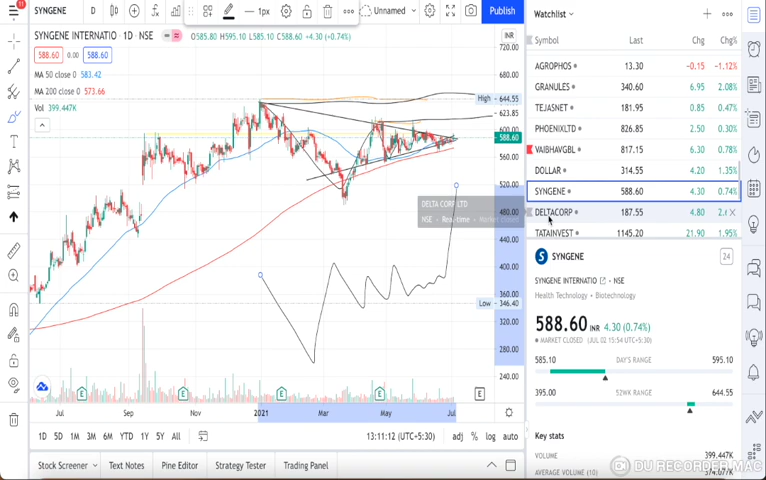 11
SYNGENE
D
1px
Unnamed
Publish
SYNGENE INTERNATIO · 1D · NSE
O585.80 H595.10 L585.10 C588.60 +4.30 (+0.74%)
588.60
0.00
588.60
MA 50 close 0 583.42
MA 200 close 0 573.66
Vol 399.447K
INR
720.00
680.00
High
644.55
623.85
600.00
588.60
560.00
520.00
480.00
440.00
400.00
360.00
Low
346.40
320.00
280.00
240.00
DELTA CORP LTD
E
E
E
E
E
Jul
Sep
Nov
2021
Mar
May
Jul
1D 5D 1M 3M 6M YTD 1Y 5Y All
13:11:12 (UTC+5:30)
adj % log auto
Stock Screener
Text Notes
Pine Editor
Strategy Tester
Trading Panel
Watchlist
Symbol Last Chg Chg%
AGROPHOS 13.30 −0.15 −1.12%
GRANULES 340.60 6.95 2.08%
TEJASNET 181.95 0.85 0.47%
PHOENIXLTD 826.85 2.50 0.30%
VAIBHAVGBL 817.15 6.30 0.78%
DOLLAR 314.55 4.20 1.35%
SYNGENE 588.60 4.30 0.74%
DELTACORP 187.55 4.80
TATAINVEST 1145.20 21.90 1.95%
S
SYNGENE
24
SYNGENE INTERNATIO · NSE
Health Technology • Biotechnology
588.60 INR 4.30 (0.74%)
MARKET CLOSED (JUL 02 15:54 UTC+5:30)
585.10 DAY'S RANGE 595.10
395.00 52WK RANGE 644.55
Key stats
VOLUME 399.447K
AVERAGE VOLUME (10) 374.077K
DU RECORDER MAC